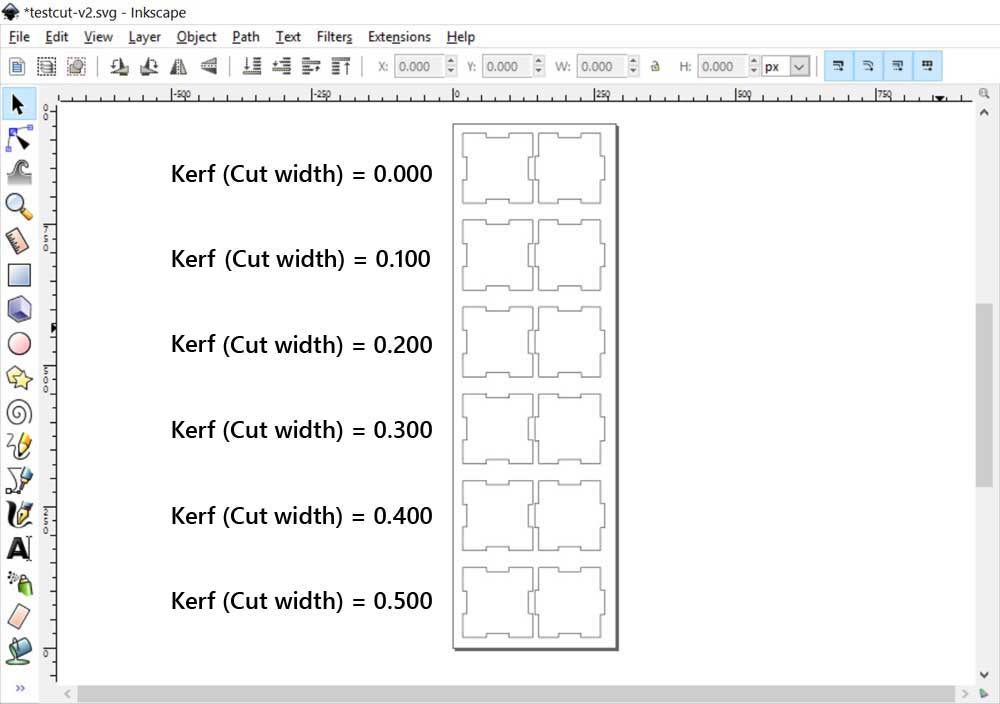 *testcut-v2.svg - Inkscape
File Edit View Layer Object Path Text Filters Extensions Help
X: 0.000 Y: 0.000 W: 0.000 H: 0.000 px
-500 -250 0 250 500 750
Kerf (Cut width) = 0.000
Kerf (Cut width) = 0.100
750
Kerf (Cut width) = 0.200
500
Kerf (Cut width) = 0.300
Kerf (Cut width) = 0.400
250
Kerf (Cut width) = 0.500
0
A
»